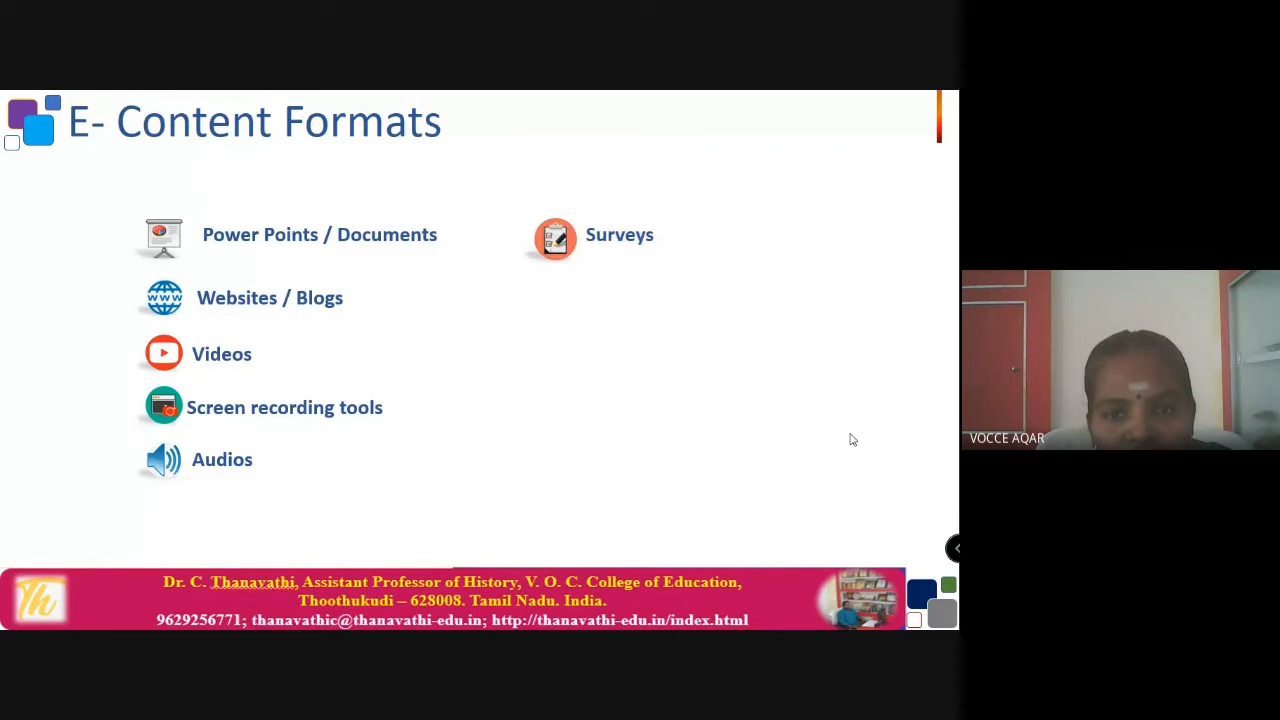 E- Content Formats
Power Points / Documents
Websites / Blogs
WWW
Videos
Screen recording tools
Audios
Surveys
VOCCE AQAR
Th
Dr. C. Thanavathi, Assistant Professor of History, V. O. C. College of Education,
Thoothukudi – 628008. Tamil Nadu. India.
9629256771; thanavathic@thanavathi-edu.in; http://thanavathi-edu.in/index.html